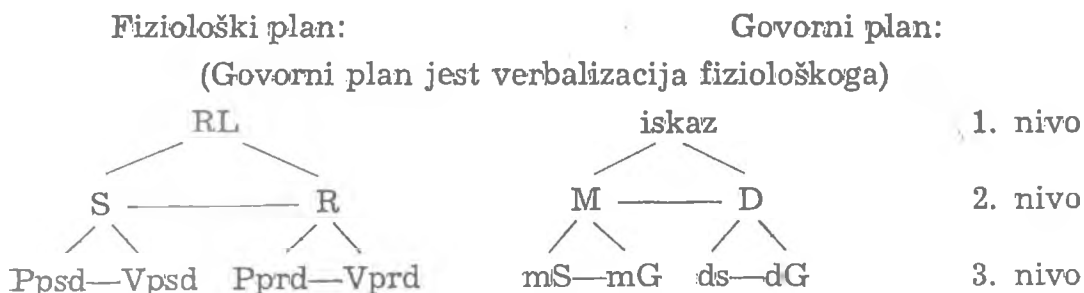 Fiziološki plan: Govorni plan:
(Govorni plan jest verbalizacija fiziološkoga)
RL iskaz 1. nivo
S R M D 2. nivo
Ppsd—Vpsd Pprd—Vprd mS—mG ds—dG 3. nivo